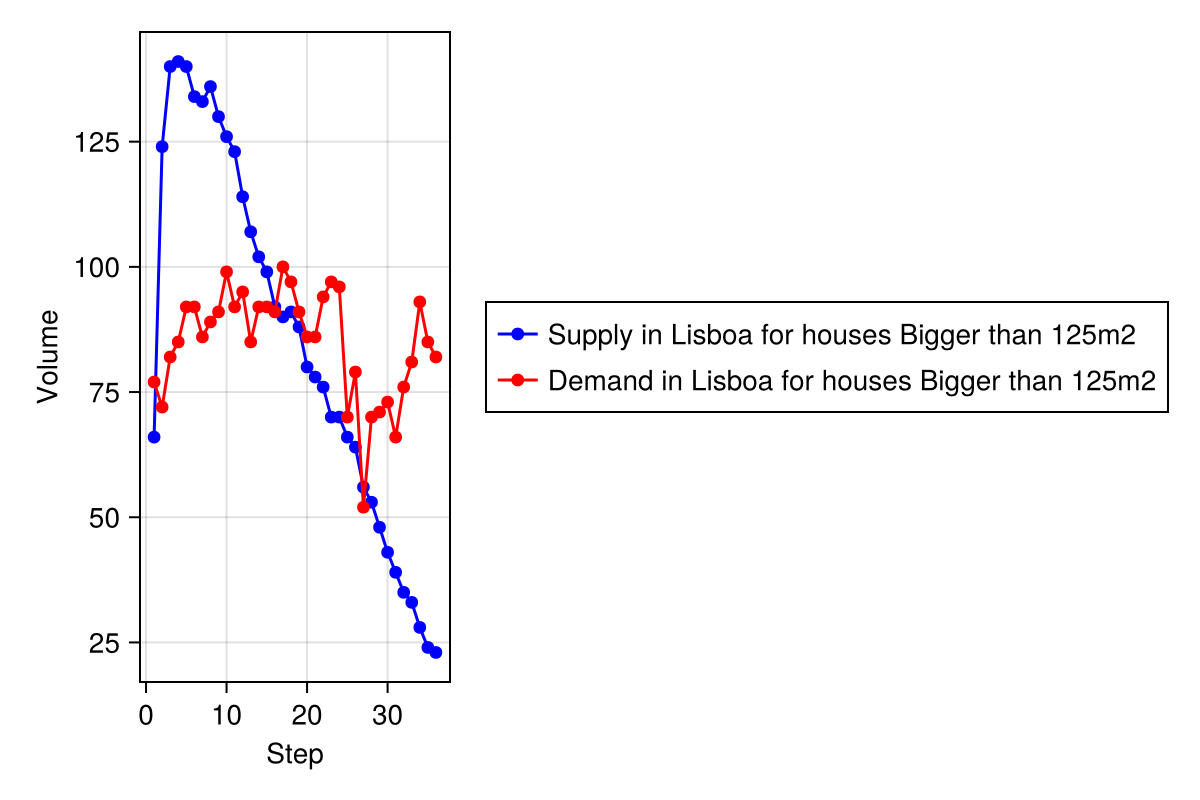 125
100
75
50
25
Volume
0 10 20 30
Step
Supply in Lisboa for houses Bigger than 125m2
Demand in Lisboa for houses Bigger than 125m2